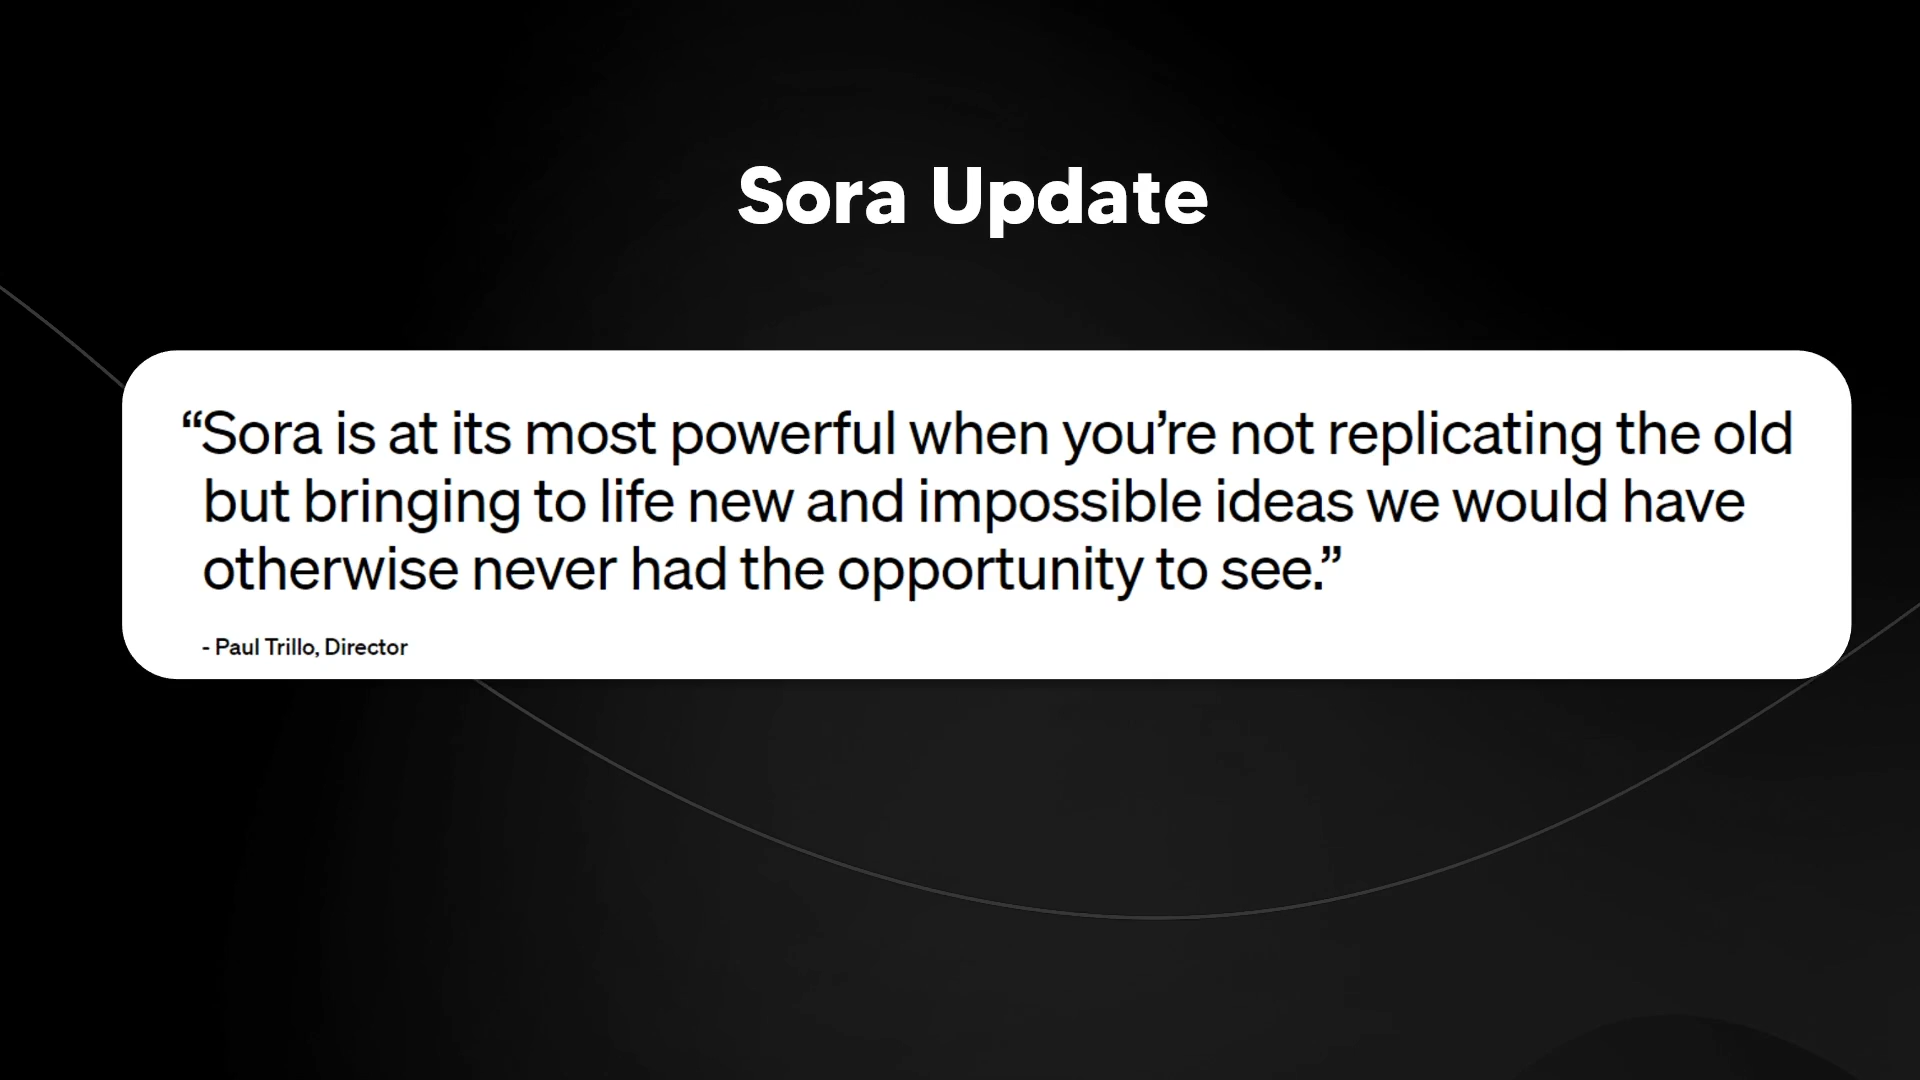 Sora Update
“Sora is at its most powerful when you’re not replicating the old
but bringing to life new and impossible ideas we would have
otherwise never had the opportunity to see.”
- Paul Trillo, Director